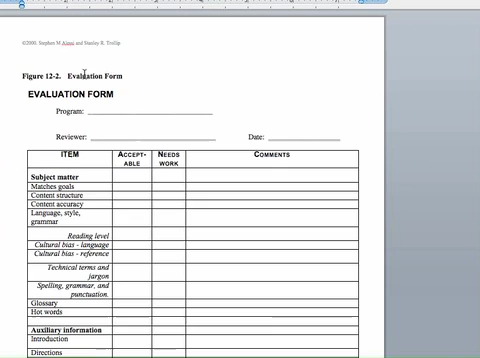 ©2000. Stephen M Alessi and Stanley R. Trollip
Figure 12-2. Evaluation Form
EVALUATION FORM
Program:
Reviewer: Date:
ITEM ACCEPT-ABLE NEEDS WORK COMMENTS
Subject matter
Matches goals
Content structure
Content accuracy
Language, style,
grammar
Reading level
Cultural bias - language
Cultural bias - reference
Technical terms and
jargon
Spelling, grammar, and
punctuation.
Glossary
Hot words
Auxiliary information
Introduction
Directions